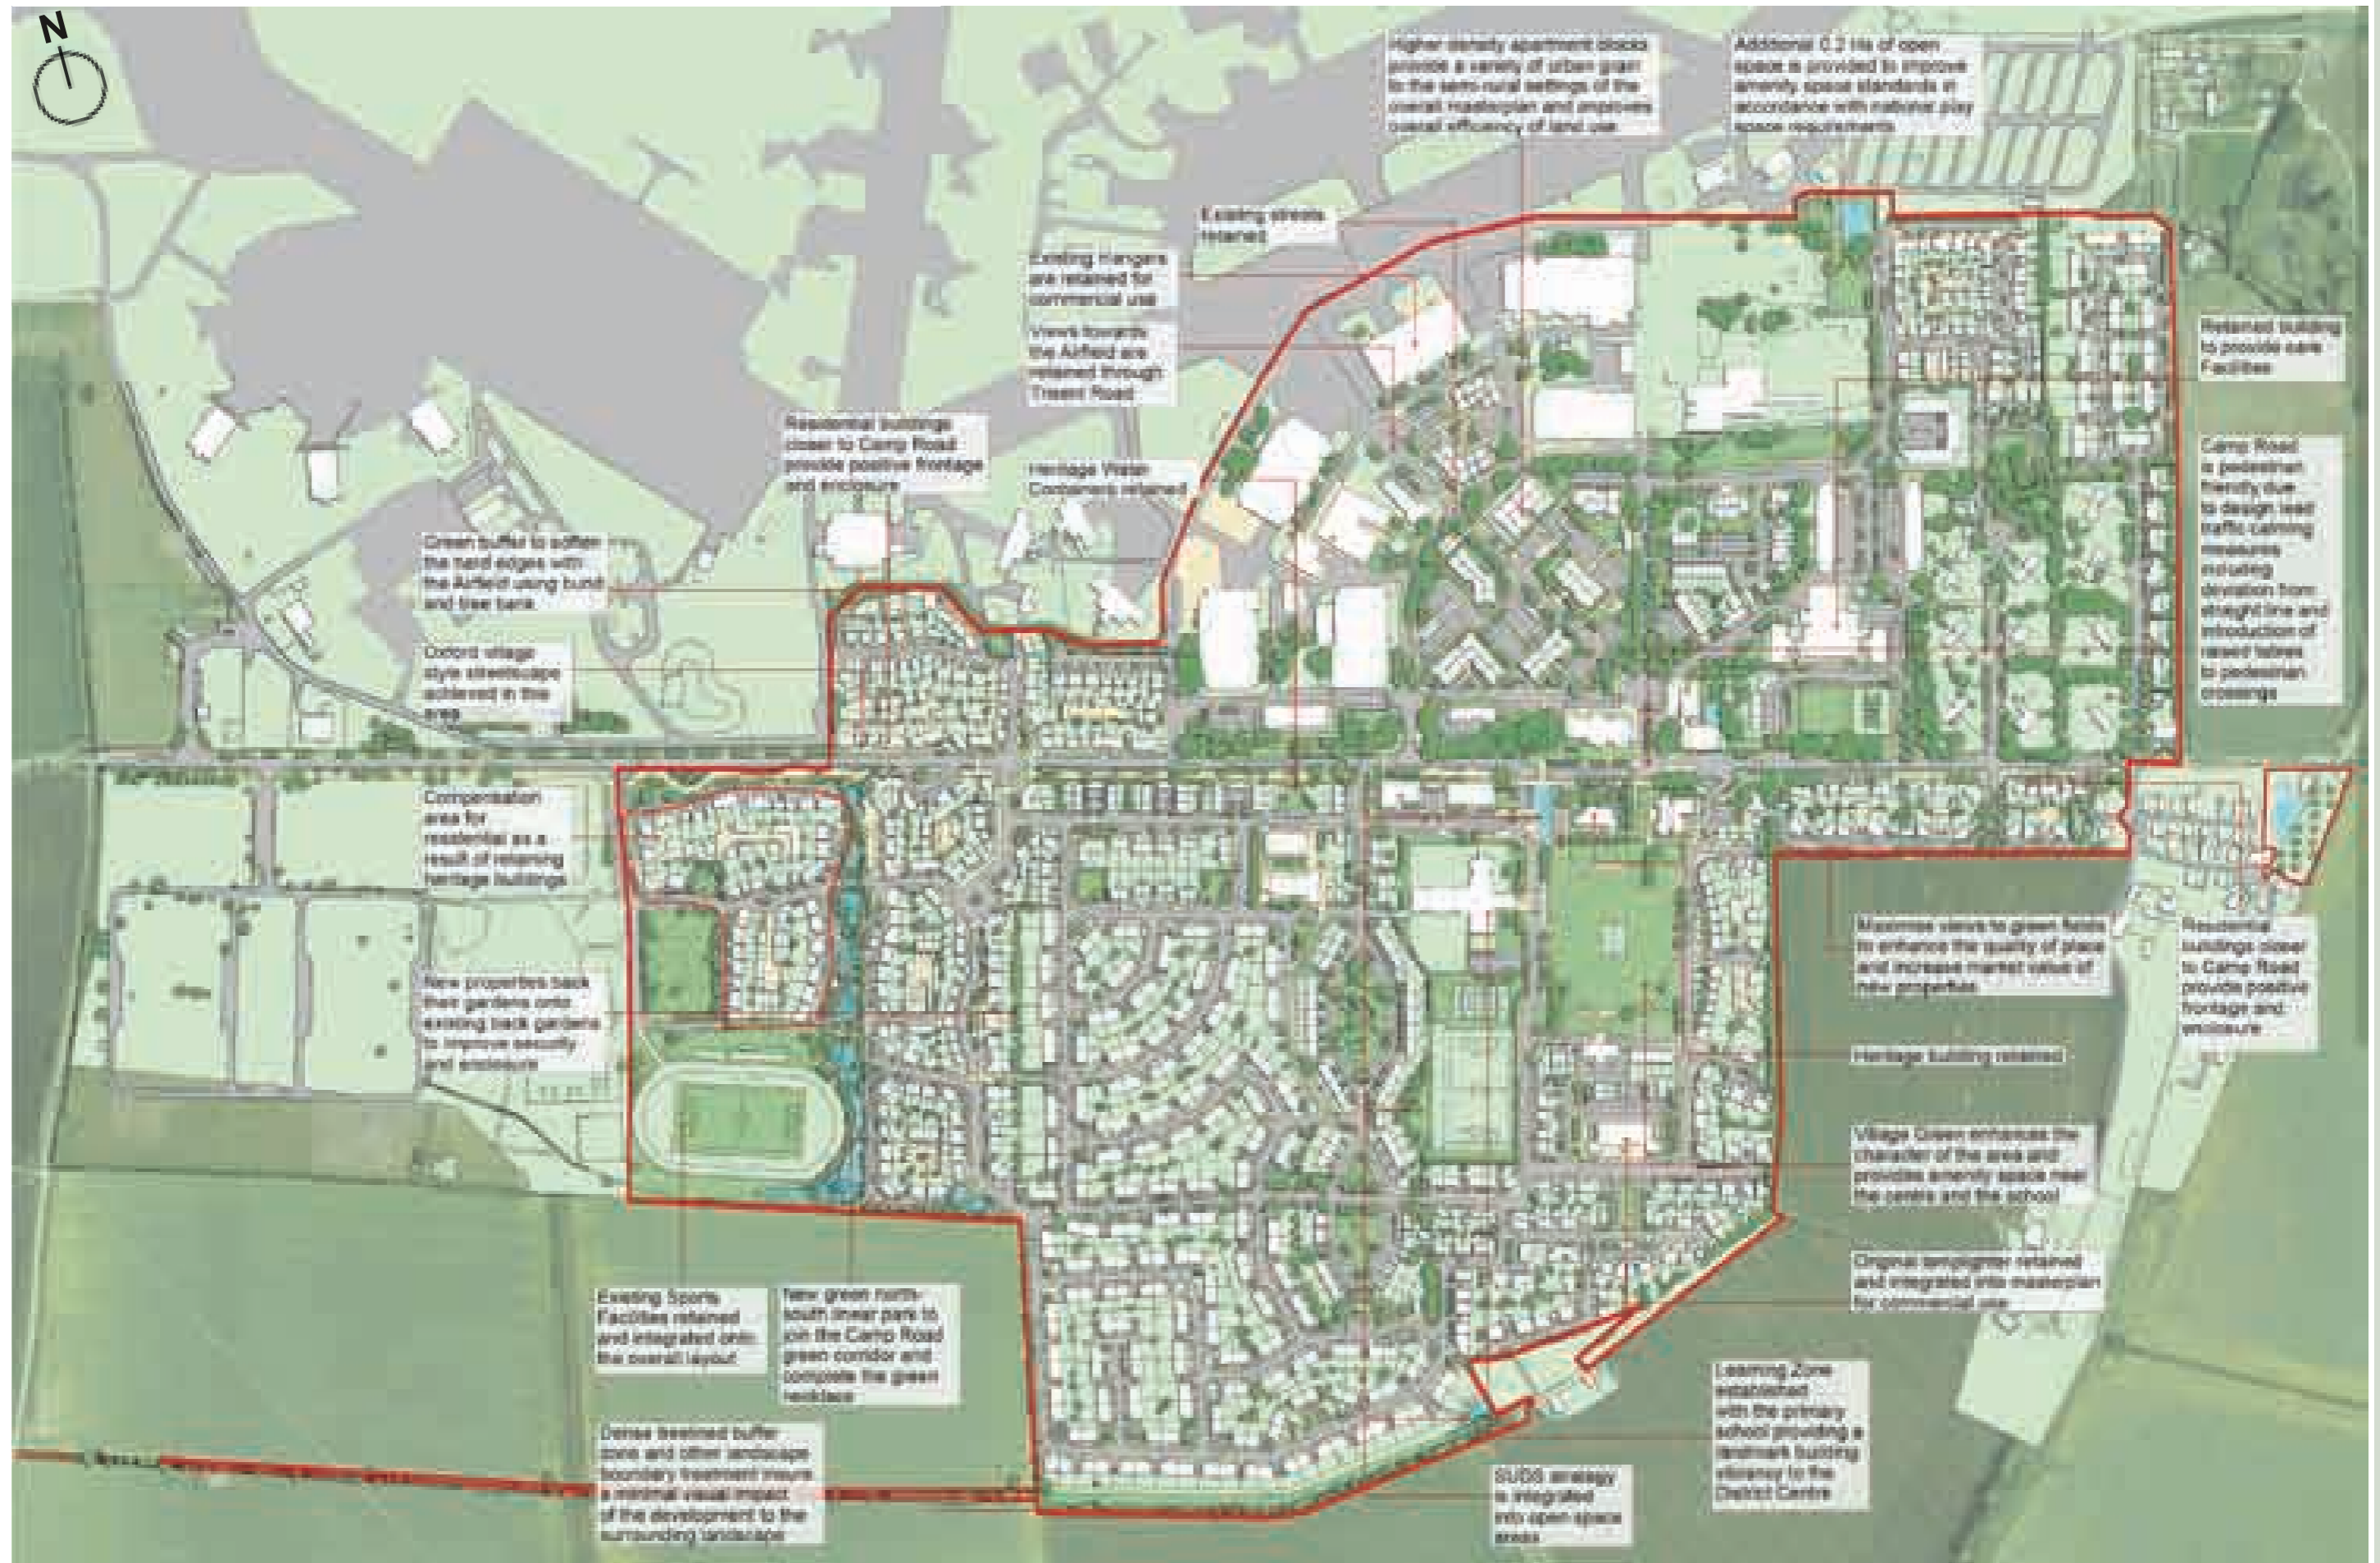 N
Higher density apartment blocks
provide a variety of urban grain
to the semi-rural settings of the
overall masterplan and improves
overall efficiency of land use
Additional 0.2 Ha of open
space is provided to improve
amenity space standards in
accordance with national play
space requirements
Existing streets
retained
Existing Hangers
are retained for
commercial use
Views towards
the Airfield are
retained through
Trident Road
Retained building
to provide care
Facilities
Residential buildings
closer to Camp Road
provide positive frontage
and enclosure
Heritage Water
Containers retained
Camp Road
is pedestrian
friendly due
to design lead
traffic calming
measures
including
deviation from
straight line and
introduction of
raised tables
to pedestrian
crossings
Green buffer to soften
the hard edges with
the Airfield using bund
and tree bank
Oxford village
style streetscape
achieved in this
area
Compensation
area for
residential as a
result of retaining
heritage buildings
New properties back
their gardens onto
existing back gardens
to improve security
and enclosure
Maximise views to green fields
to enhance the quality of place
and increase market value of
new properties
Residential
buildings closer
to Camp Road
provide positive
frontage and
enclosure
Heritage building retained
Village Green enhances the
character of the area and
provides amenity space near
the centre and the school
Original lamplighter retained
and integrated into masterplan
for commercial use
Existing Sports
Facilities retained
and integrated onto
the overall layout
New green north-
south linear park to
join the Camp Road
green corridor and
complete the green
necklace
Learning Zone
established
with the primary
school providing a
landmark building
vibrancy to the
District Centre
Dense treelined buffer
zone and other landscape
boundary treatment insure
a minimal visual impact
of the development to the
surrounding landscape
SUDS strategy
is integrated
into open space
areas